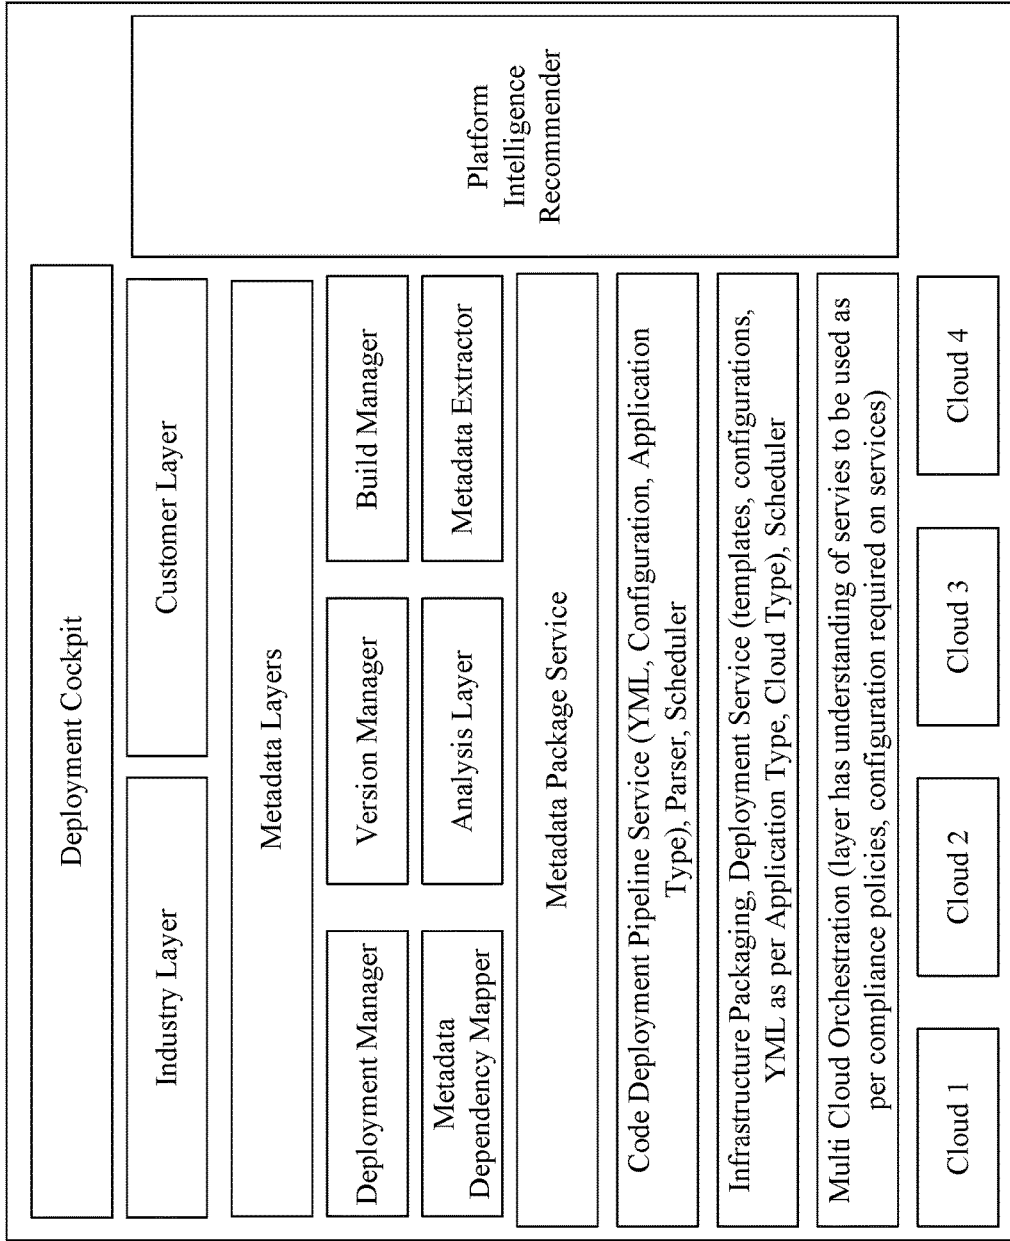 Deployment Cockpit
Industry Layer
Customer Layer
Metadata Layers
Deployment Manager
Version Manager
Build Manager
Metadata
Dependency Mapper
Analysis Layer
Metadata Extractor
Metadata Package Service
Code Deployment Pipeline Service (YML, Configuration, Application
Type), Parser, Scheduler
Infrastructure Packaging, Deployment Service (templates, configurations,
YML as per Application Type, Cloud Type), Scheduler
Multi Cloud Orchestration (layer has understanding of servies to be used as
per compliance policies, configuration required on services)
Cloud 1
Cloud 2
Cloud 3
Cloud 4
Platform
Intelligence
Recommender